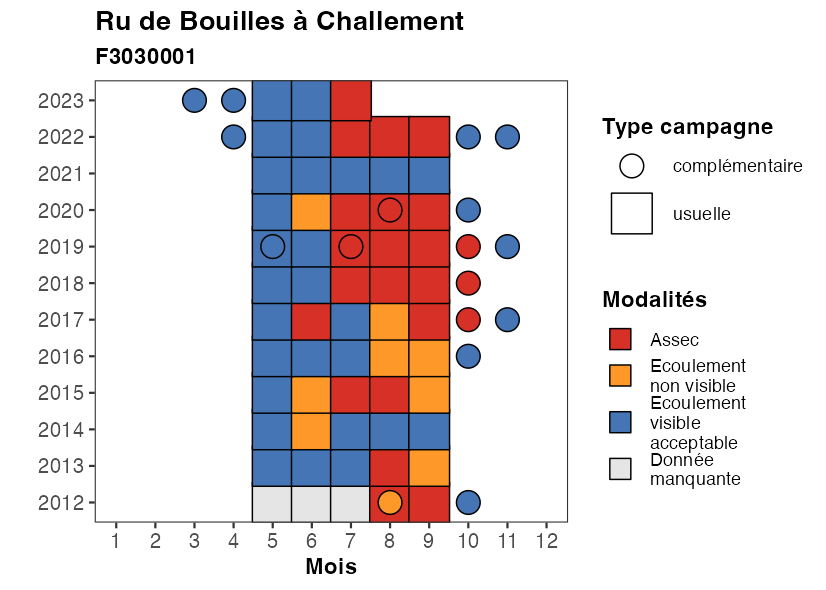 Ru de Bouilles à Challement
F3030001
2023
2022
2021
2020
2019
2018
2017
2016
2015
2014
2013
2012
1 2 3 4 5 6 7 8 9 10 11 12
Mois
Type campagne
complémentaire
usuelle
Modalités
Assec
Ecoulement
non visible
Ecoulement
visible
acceptable
Donnée
manquante